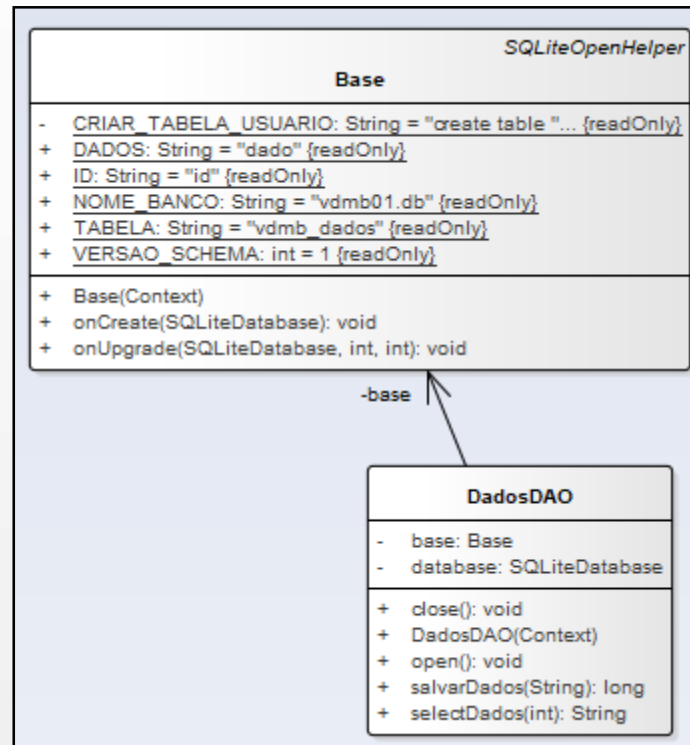 SQLiteOpenHelper
Base
- CRIAR_TABELA_USUARIO: String = "create table "... {readOnly}
+ DADOS: String = "dado" {readOnly}
+ ID: String = "id" {readOnly}
+ NOME_BANCO: String = "vdmb01.db" {readOnly}
+ TABELA: String = "vdmb_dados" {readOnly}
+ VERSAO_SCHEMA: int = 1 {readOnly}
+ Base(Context)
+ onCreate(SQLiteDatabase): void
+ onUpgrade(SQLiteDatabase, int, int): void
-base
DadosDAO
- base: Base
- database: SQLiteDatabase
+ close(): void
+ DadosDAO(Context)
+ open(): void
+ salvarDados(String): long
+ selectDados(int): String